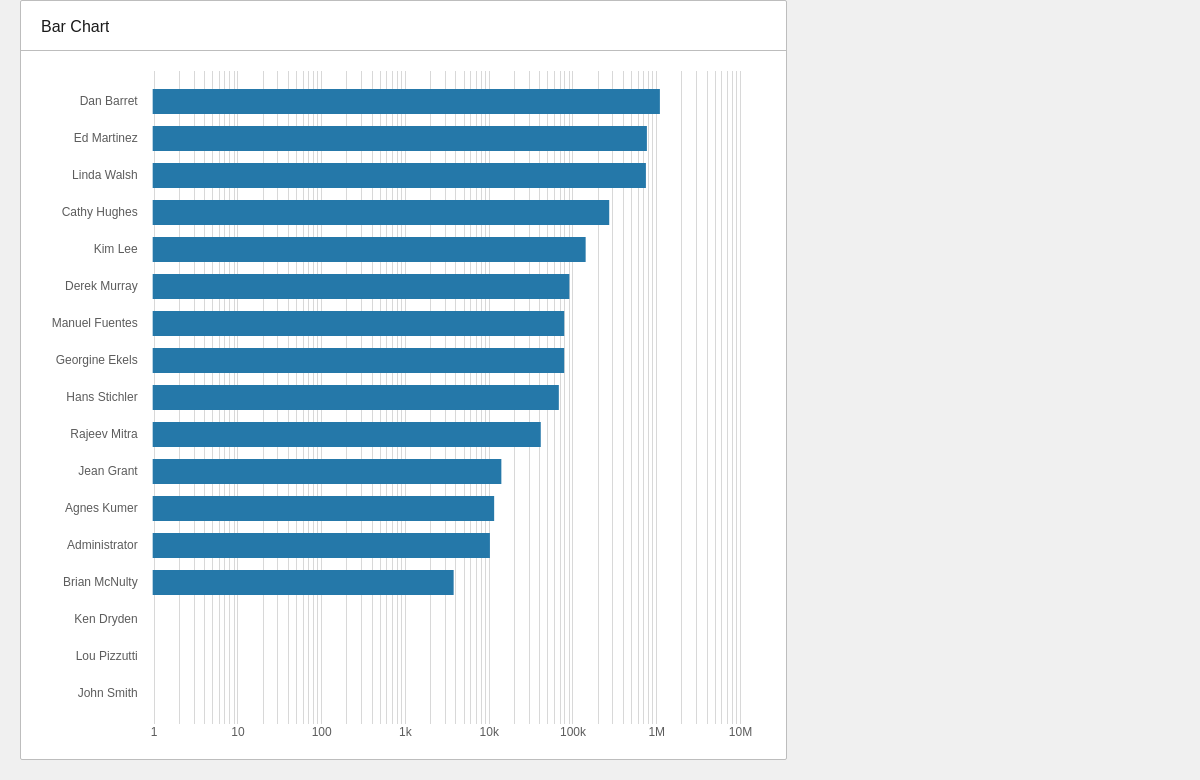 Bar Chart
Dan Barret
Ed Martinez
Linda Walsh
Cathy Hughes
Kim Lee
Derek Murray
Manuel Fuentes
Georgine Ekels
Hans Stichler
Rajeev Mitra
Jean Grant
Agnes Kumer
Administrator
Brian McNulty
Ken Dryden
Lou Pizzutti
John Smith
1 10 100 1k 10k 100k 1M 10M